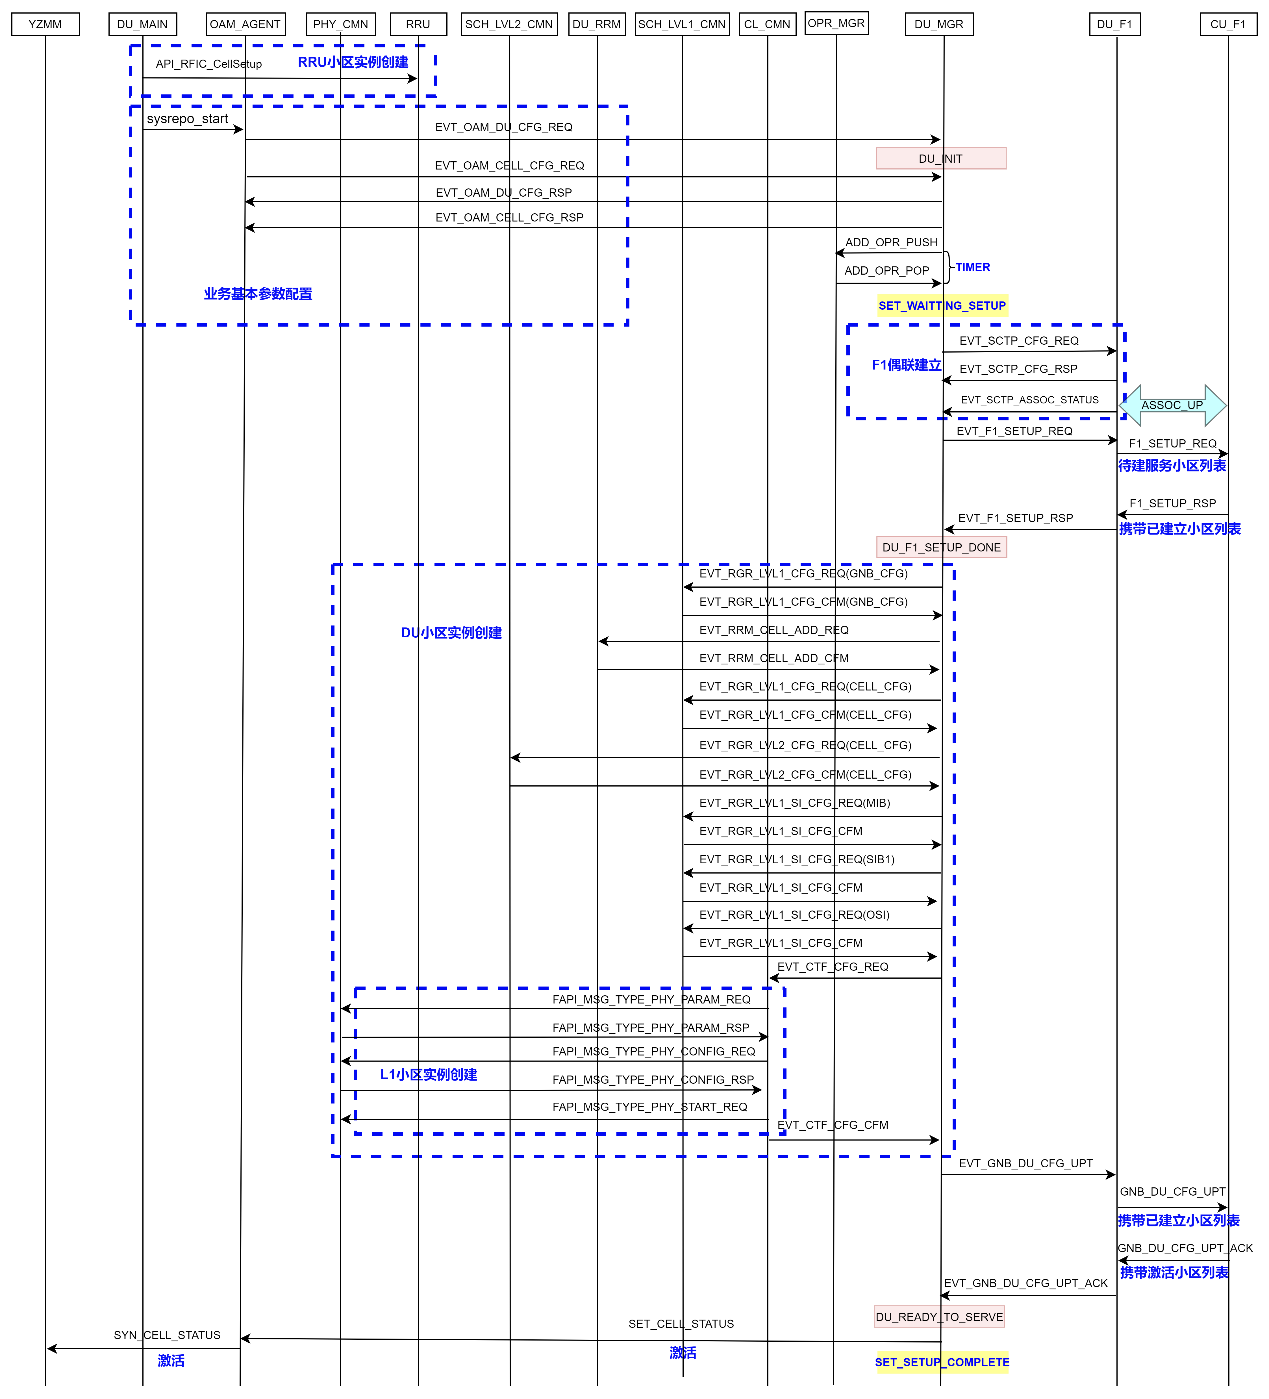 YZMM
DU_MAIN
OAM_AGENT
PHY_CMN
RRU
SCH_LVL2_CMN
DU_RRM
SCH_LVL1_CMN
CL_CMN
OPR_MGR
DU_MGR
DU_F1
CU_F1
API_RFIC_CellSetup
RRU小区实例创建
sysrepo_start
EVT_OAM_DU_CFG_REQ
DU_INIT
EVT_OAM_CELL_CFG_REQ
EVT_OAM_DU_CFG_RSP
EVT_OAM_CELL_CFG_RSP
ADD_OPR_PUSH
TIMER
ADD_OPR_POP
业务基本参数配置
SET_WAITTING_SETUP
EVT_SCTP_CFG_REQ
F1偶联建立
EVT_SCTP_CFG_RSP
EVT_SCTP_ASSOC_STATUS
ASSOC_UP
EVT_F1_SETUP_REQ
F1_SETUP_REQ
待建服务小区列表
F1_SETUP_RSP
EVT_F1_SETUP_RSP
携带已建立小区列表
DU_F1_SETUP_DONE
EVT_RGR_LVL1_CFG_REQ(GNB_CFG)
EVT_RGR_LVL1_CFG_CFM(GNB_CFG)
DU小区实例创建
EVT_RRM_CELL_ADD_REQ
EVT_RRM_CELL_ADD_CFM
EVT_RGR_LVL1_CFG_REQ(CELL_CFG)
EVT_RGR_LVL1_CFG_CFM(CELL_CFG)
EVT_RGR_LVL2_CFG_REQ(CELL_CFG)
EVT_RGR_LVL2_CFG_CFM(CELL_CFG)
EVT_RGR_LVL1_SI_CFG_REQ(MIB)
EVT_RGR_LVL1_SI_CFG_CFM
EVT_RGR_LVL1_SI_CFG_REQ(SIB1)
EVT_RGR_LVL1_SI_CFG_CFM
EVT_RGR_LVL1_SI_CFG_REQ(OSI)
EVT_RGR_LVL1_SI_CFG_CFM
EVT_CTF_CFG_REQ
FAPI_MSG_TYPE_PHY_PARAM_REQ
FAPI_MSG_TYPE_PHY_PARAM_RSP
FAPI_MSG_TYPE_PHY_CONFIG_REQ
L1小区实例创建
FAPI_MSG_TYPE_PHY_CONFIG_RSP
FAPI_MSG_TYPE_PHY_START_REQ
EVT_CTF_CFG_CFM
EVT_GNB_DU_CFG_UPT
GNB_DU_CFG_UPT
携带已建立小区列表
GNB_DU_CFG_UPT_ACK
携带激活小区列表
EVT_GNB_DU_CFG_UPT_ACK
DU_READY_TO_SERVE
SET_CELL_STATUS
SYN_CELL_STATUS
激活
激活
SET_SETUP_COMPLETE